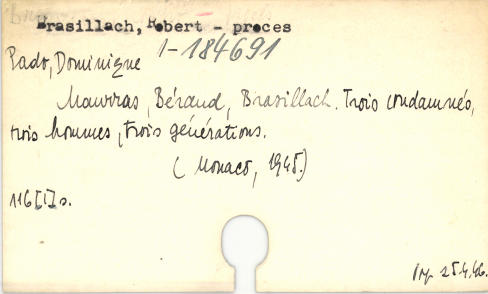 Brasillach, Robert - proces
1-184691
Pado, Dominique
Maurras, Béraud, Brasillach. Trois condamnés,
trois hommes, trois générations.
(Monaco, 1945.)
116 [1] s.
25.4.46.